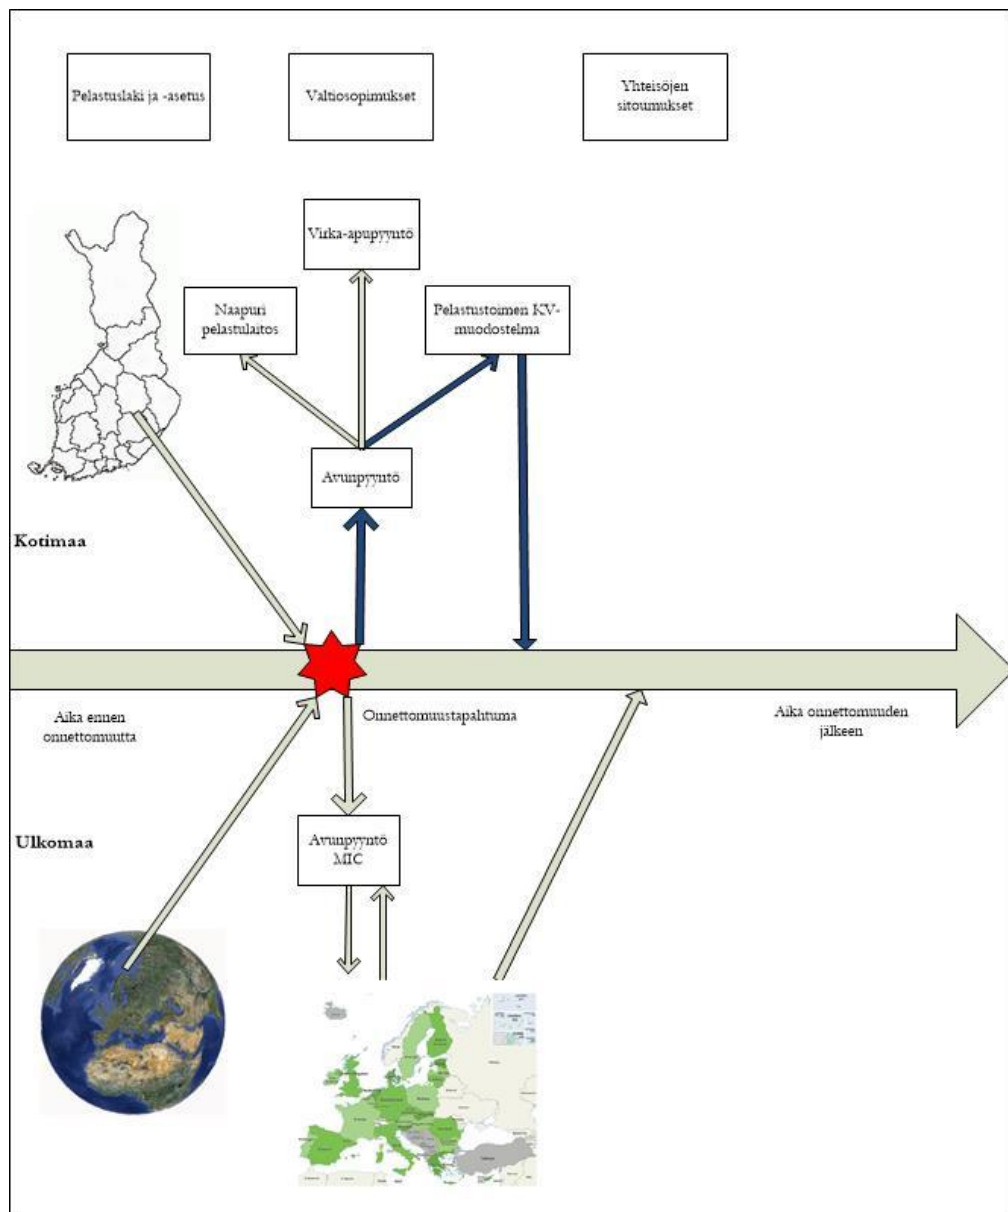 Pelastuslaki ja -asetus
Valtiosopimukset
Yhteisöjen
sitoumukset
Virka-apupyyntö
Naapuri
pelastulaitos
Pelastustoimen KV-
muodostelma
Avunpyyntö
Kotimaa
Aika ennen
onnettomuutta
Onnettomuustapahtuma
Aika onnettomuuden
jälkeen
Ulkomaa
Avunpyyntö
MIC